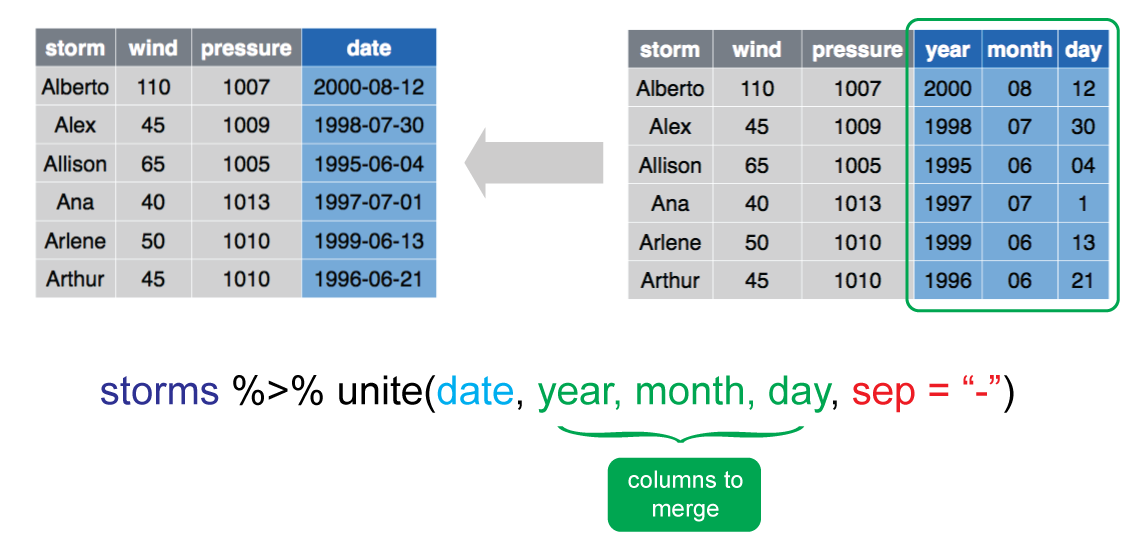 storm wind pressure date
Alberto 110 1007 2000-08-12
Alex 45 1009 1998-07-30
Allison 65 1005 1995-06-04
Ana 40 1013 1997-07-01
Arlene 50 1010 1999-06-13
Arthur 45 1010 1996-06-21
storm wind pressure year month day
Alberto 110 1007 2000 08 12
Alex 45 1009 1998 07 30
Allison 65 1005 1995 06 04
Ana 40 1013 1997 07 1
Arlene 50 1010 1999 06 13
Arthur 45 1010 1996 06 21
storms %>% unite(date, year, month, day, sep = “-”)
columns to
merge